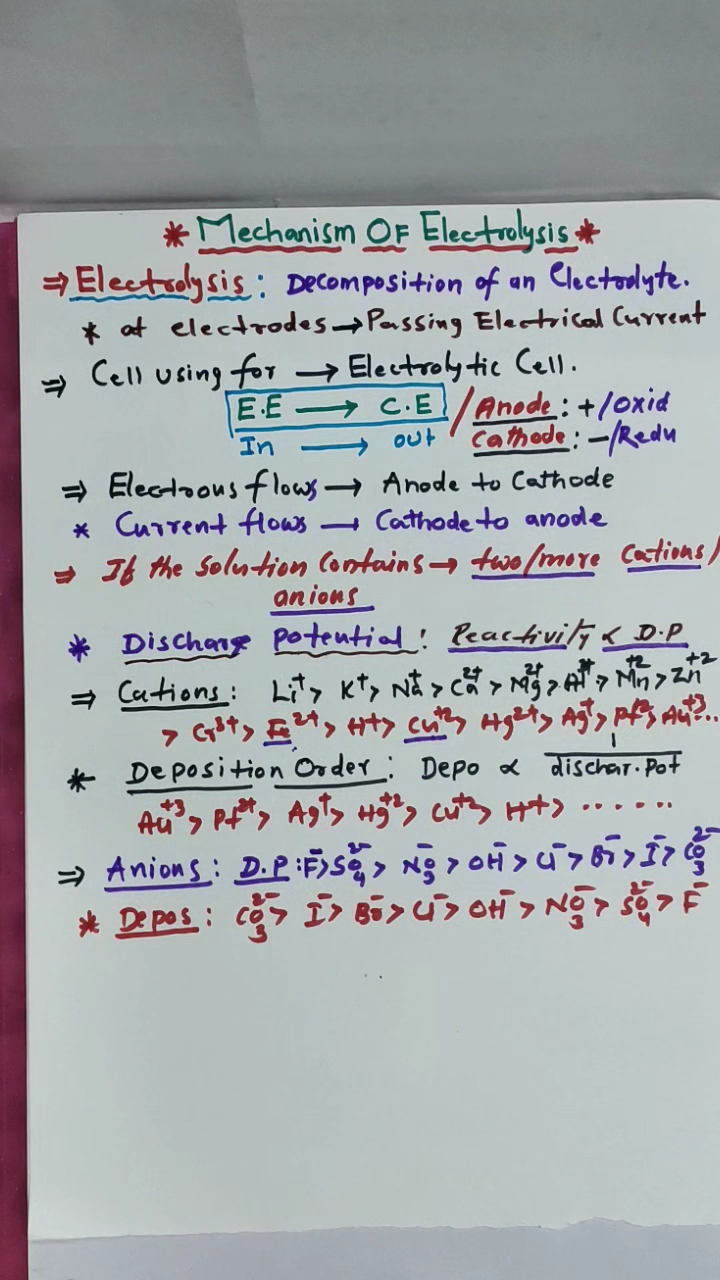 * Mechanism OF Electrolysis *
⇒ Electrolysis: Decomposition of an Electrolyte.
* at electrodes → Passing Electrical Current
⇒ Cell using for → Electrolytic Cell.
E.E → C.E / Anode: +/Oxid
In → out / Cathode: -/Redu
⇒ Electrons flows → Anode to Cathode
* Current flows → Cathode to anode
⇒ If the solution Contains → two/more Cations/
anions
* Discharge Potential: Reactivity ∝ D.P
⇒ Cations: Li⁺> K⁺> Na⁺> Ca²⁺> Mg²⁺> Al³⁺> Mn⁺²> Zn⁺²
> Cr³⁺> Fe²⁺> H⁺> Cu⁺²> Hg²⁺> Ag⁺> Pt²⁺> Au⁺³...
* Deposition Order: Depo ∝ 1/dischar.Pot
Au⁺³> Pt²⁺> Ag⁺> Hg⁺²> Cu⁺²> H⁺> ......
⇒ Anions: D.P: F⁻> SO₄²⁻> NO₃⁻> OH⁻> Cl⁻> Br⁻> I⁻> CO₃²⁻
* Depos: CO₃²⁻> I⁻> Br⁻> Cl⁻> OH⁻> NO₃⁻> SO₄²⁻> F⁻